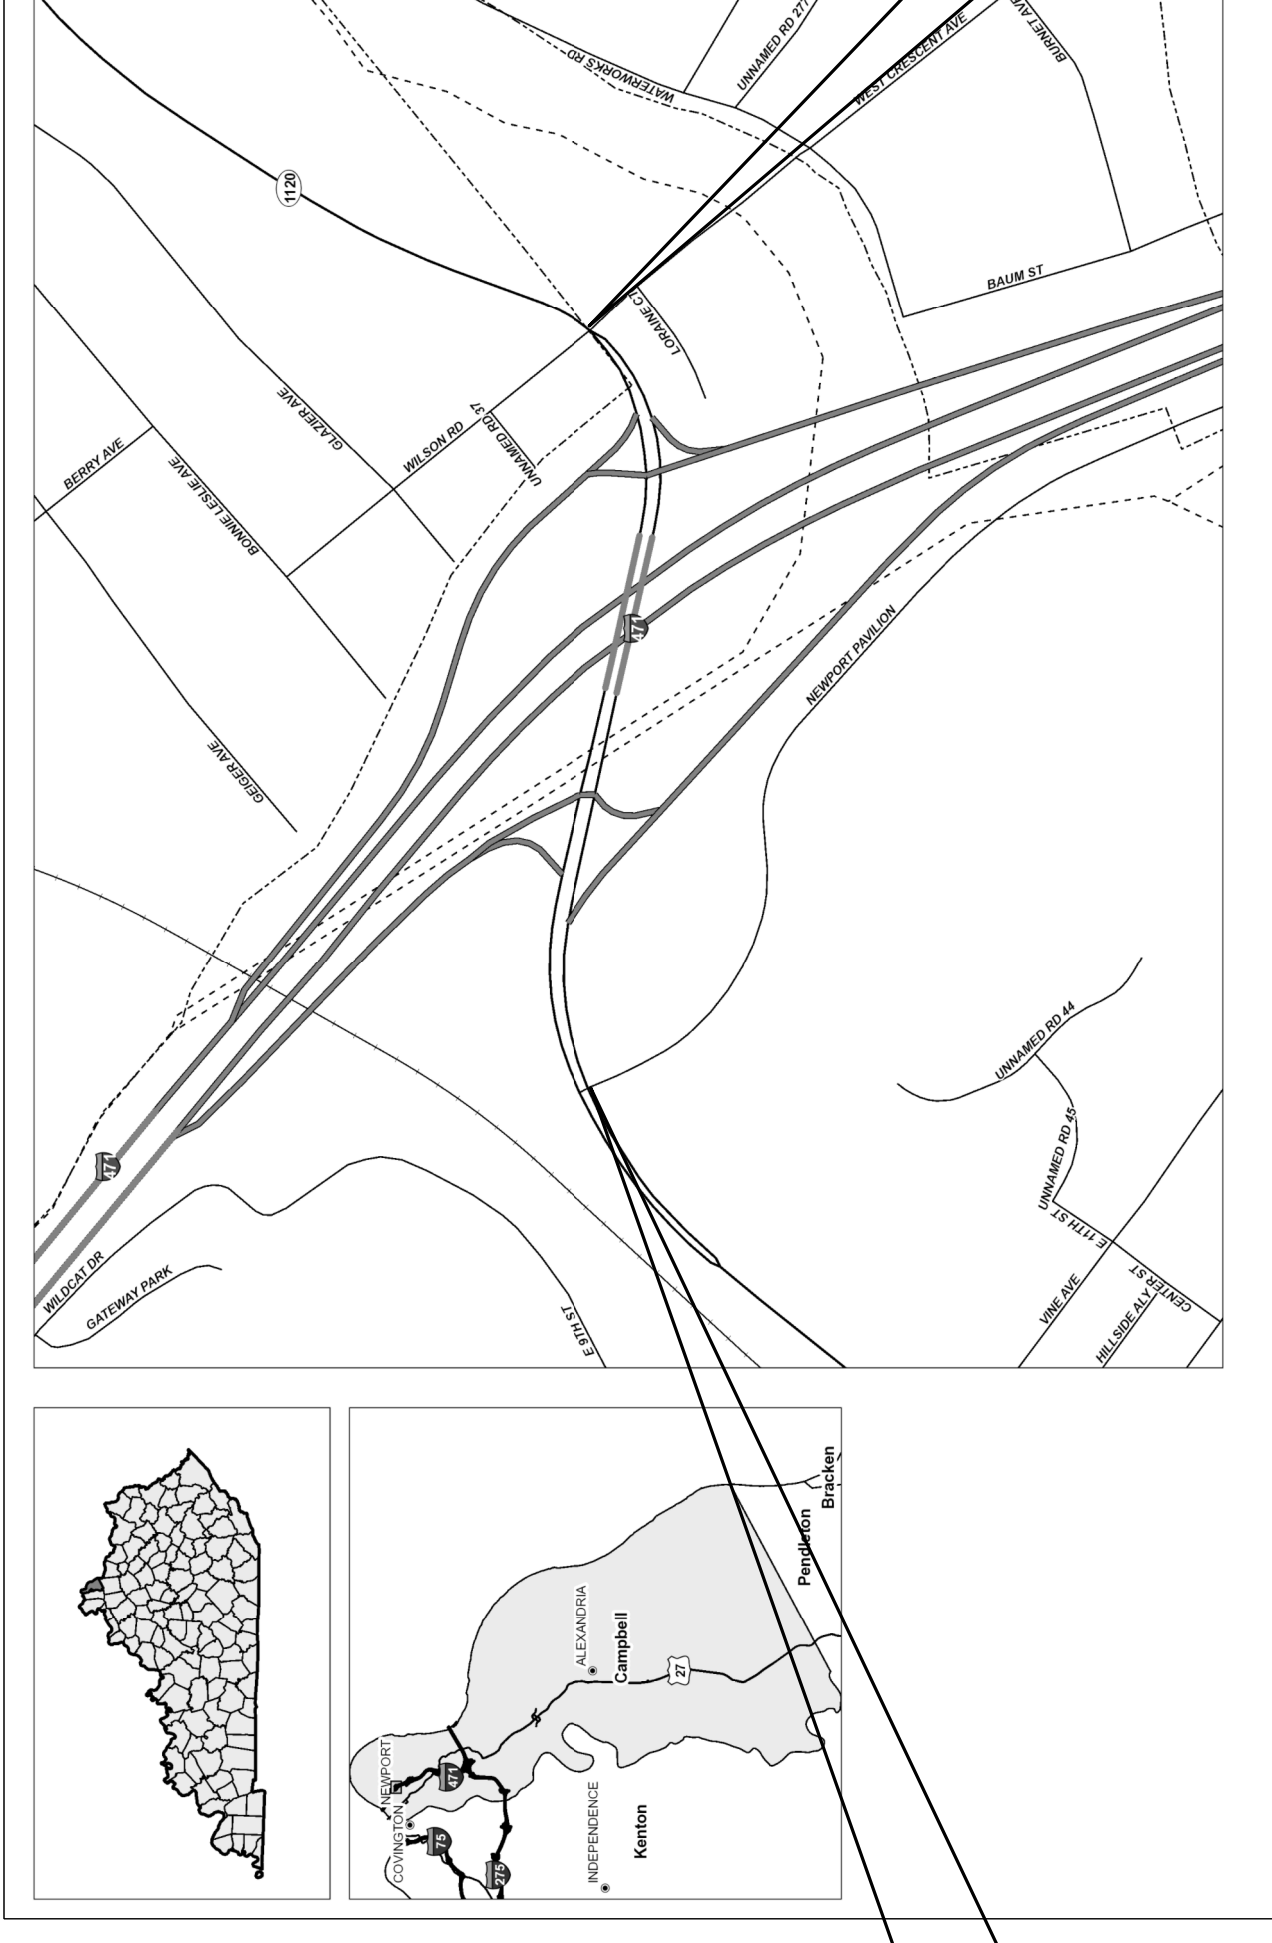 WATERWORKS RD
UNNAMED RD 277
WEST CRESCENT AVE
BURNET AVE
1120
BAUM ST
LORAINE CT
GLAZIER AVE
WILSON RD
UNNAMED RD 37
BERRY AVE
BONNIE LESLIE AVE
471
NEWPORT PAVILION
GEIGER AVE
UNNAMED RD 44
UNNAMED RD 45
471
E 11TH ST
WILDCAT DR
GATEWAY PARK
E 9TH ST
VINE AVE
CENTER ST
HILLSIDE ALY
Bracken
Pendleton
ALEXANDRIA
Campbell
27
NEWPORT
471
COVINGTON
75
275
INDEPENDENCE
Kenton